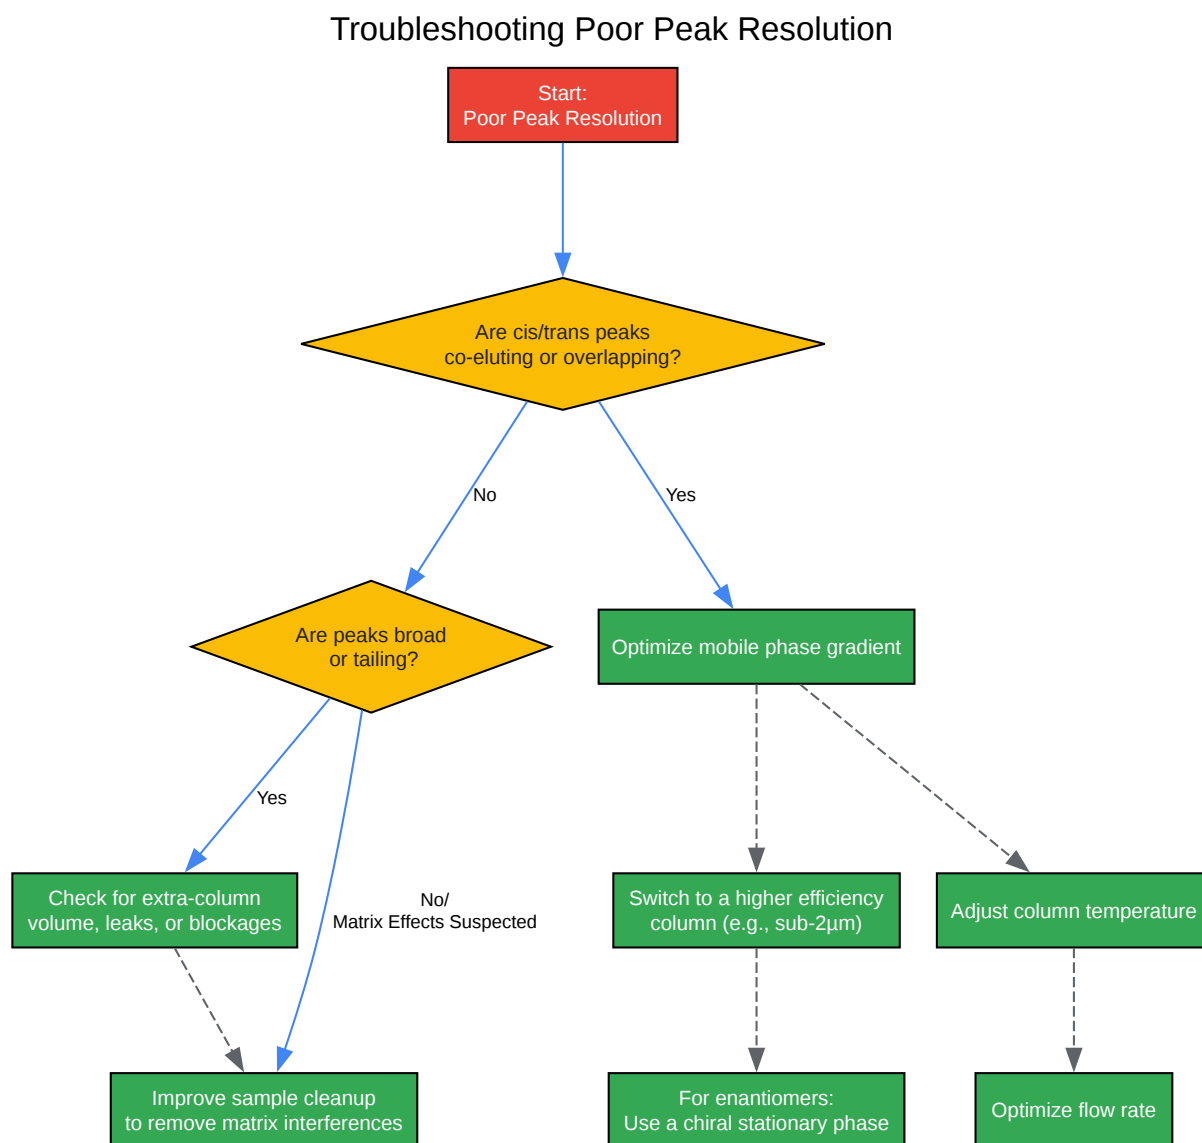 Troubleshooting Poor Peak Resolution
Start:
Poor Peak Resolution
Are cis/trans peaks
co-eluting or overlapping?
No
Yes
Are peaks broad
or tailing?
Optimize mobile phase gradient
Yes
No/
Matrix Effects Suspected
Check for extra-column
volume, leaks, or blockages
Switch to a higher efficiency
column (e.g., sub-2µm)
Adjust column temperature
Improve sample cleanup
to remove matrix interferences
For enantiomers:
Use a chiral stationary phase
Optimize flow rate